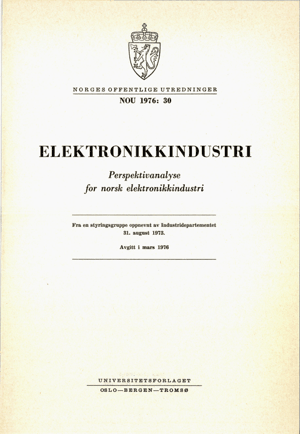 NORGES OFFENTLIGE UTREDNINGER
NOU 1976: 30
ELEKTRONIKKINDUSTRI
Perspektivanalyse
for norsk elektronikkindustri
Fra en styringsgruppe oppnevnt av Industridepartementet
31. august 1973.
Avgitt i mars 1976
UNIVERSITETSFORLAGET
OSLO—BERGEN—TROMSØ